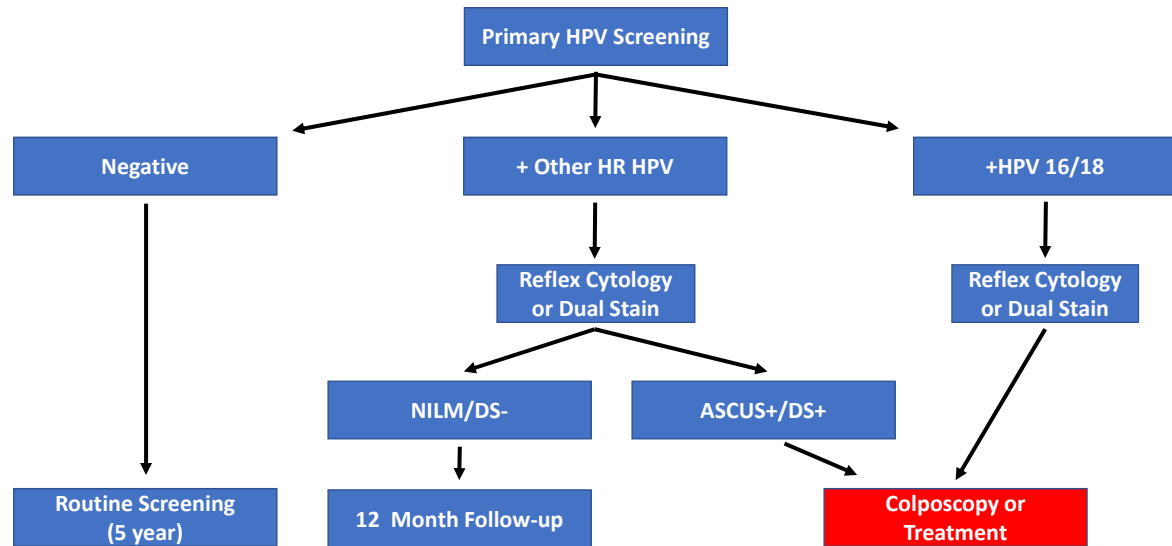 Primary HPV Screening
Negative
+ Other HR HPV
+HPV 16/18
Reflex Cytology
or Dual Stain
Reflex Cytology
or Dual Stain
NILM/DS-
ASCUS+/DS+
Routine Screening
(5 year)
12 Month Follow-up
Colposcopy or
Treatment